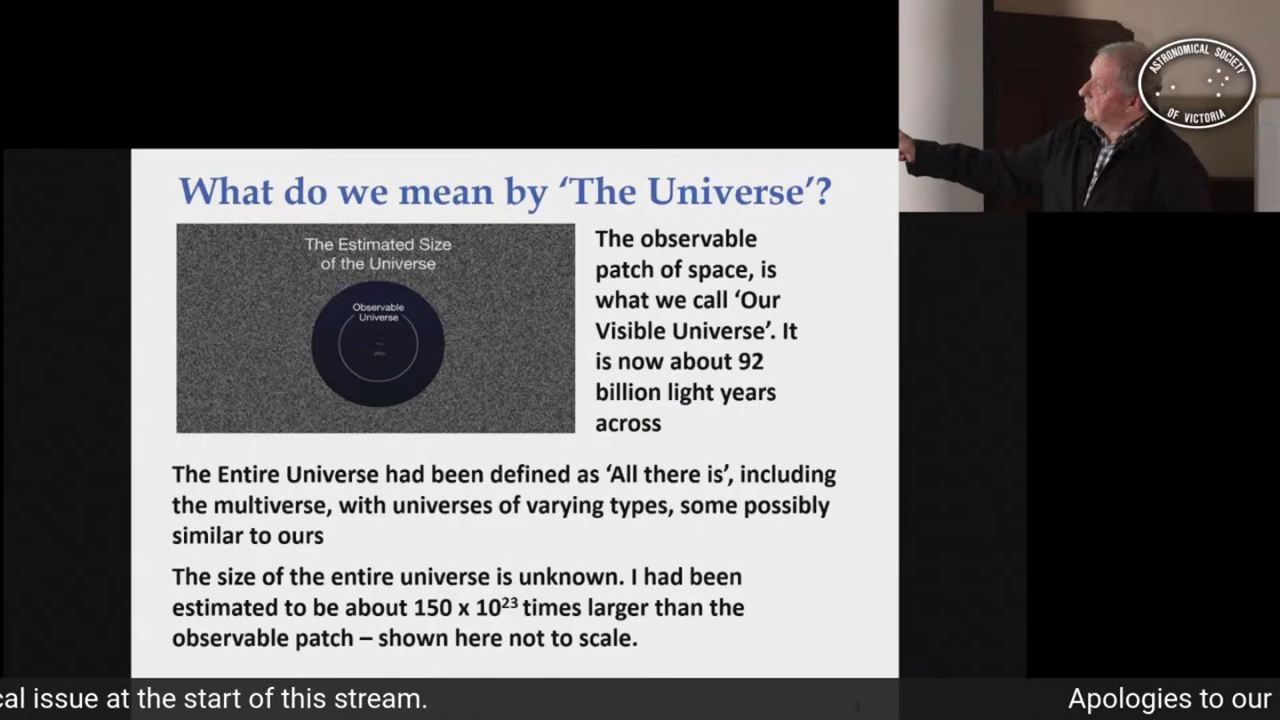 ASTRONOMICAL SOCIETY
OF VICTORIA
What do we mean by ‘The Universe’?
The Estimated Size
of the Universe
Observable
Universe
The observable
patch of space, is
what we call ‘Our
Visible Universe’. It
is now about 92
billion light years
across
The Entire Universe had been defined as ‘All there is’, including
the multiverse, with universes of varying types, some possibly
similar to ours
The size of the entire universe is unknown. I had been
estimated to be about 150 x 10²³ times larger than the
observable patch – shown here not to scale.
cal issue at the start of this stream.
Apologies to our